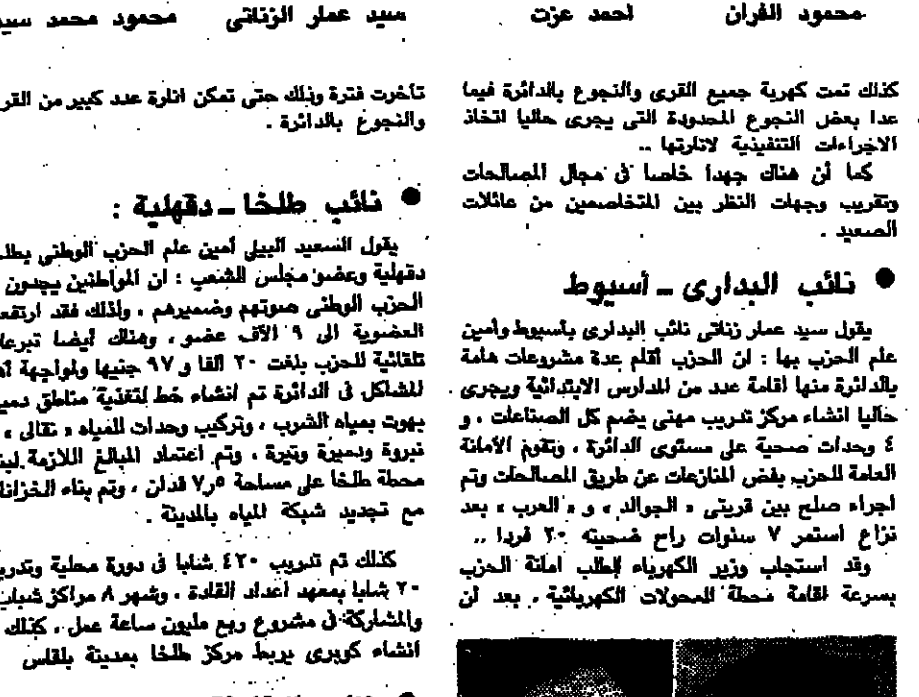 محمود الفران
احمد عزت
سيد عمار الزناتى
محمود محمد سيد
كذلك تمت كهربة جميع القرى والنجوع بالدائرة فيما
عدا بعض النجوع المحدودة التى يجرى حاليا اتخاذ
الاجراءات التنفيذية لانارتها ..
كما أن هناك جهدا خاصا فى مجال المصالحات
وتقريب وجهات النظر بين المتخاصمين من عائلات
الصعيد .
● نائب البدارى ــ أسيوط
يقول سيد عمار زناتى نائب البدارى بأسيوط وأمين
علم الحزب بها : ان الحزب أقام عدة مشروعات هامة
بالدائرة منها اقامة عدد من المدارس الابتدائية ويجرى
حاليا انشاء مركز تدريب مهنى يضم كل الصناعات ، و
٤ وحدات صحية على مستوى الدائرة ، وتقوم الأمانة
العامة للحزب بفض المنازعات عن طريق المصالحات وتم
اجراء صلح بين قريتى « الجوالد » و « العرب » بعد
نزاع استمر ٧ سنوات راح ضحيته ٢٠ فردا ..
وقد استجاب وزير الكهرباء لطلب امانة الحزب
بسرعة اقامة محطة للمحولات الكهربائية ، بعد ان
تأخرت فترة وذلك حتى تمكن انارة عدد كبير من القر
والنجوع بالدائرة .
● نائب طلخا ــ دقهلية :
يقول السعيد البيلى أمين علم الحزب الوطنى بطل
دقهلية وعضو مجلس الشعب : ان المواطنين يجدون
الحزب الوطنى صوتهم وضميرهم ، ولذلك فقد ارتفع
العضوية الى ٩ آلاف عضو ، وهناك أيضا تبرعا
تلقائية للحزب بلغت ٢٠ الفا و ٩٧ جنيها ولمواجهة أ
المشاكل فى الدائرة تم انشاء خط لتغذية مناطق دمي
بهوت بمياه الشرب ، وتركيب وحدات المياه « نقالى »
نبروة ودميرة وتيرة ، وتم اعتماد المبالغ اللازمة لبن
محطة طلخا على مساحة ٧٫٥ فدان ، وتم بناء الخزانا
مع تجديد شبكة المياه بالمدينة .
كذلك تم تدريب ٤٢٠ شابا فى دورة محلية وتدري
٢٠ شابا بمعهد اعداد القادة ، وشهر ٨ مراكز شباب
والمشاركة فى مشروع ربع مليون ساعة عمل ، كذلك
انشاء كوبرى يربط مركز طلخا بمدينة بلقاس